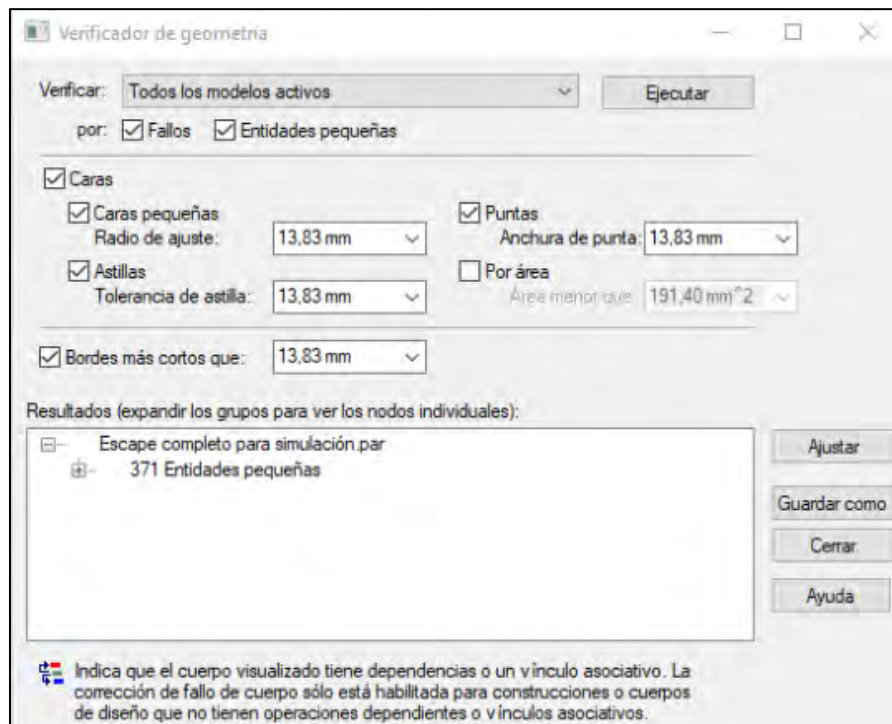 Verificador de geometría
Verificar: Todos los modelos activos Ejecutar
por: Fallos Entidades pequeñas
Caras
Caras pequeñas Puntas
Radio de ajuste: 13,83 mm Anchura de punta: 13,83 mm
Astillas Por área
Tolerancia de astilla: 13,83 mm Área menor que: 191,40 mm^2
Bordes más cortos que: 13,83 mm
Resultados (expandir los grupos para ver los nodos individuales):
Escape completo para simulación.par Ajustar
371 Entidades pequeñas
Guardar como
Cerrar
Ayuda
Indica que el cuerpo visualizado tiene dependencias o un vínculo asociativo. La
corrección de fallo de cuerpo sólo está habilitada para construcciones o cuerpos
de diseño que no tienen operaciones dependientes o vínculos asociativos.